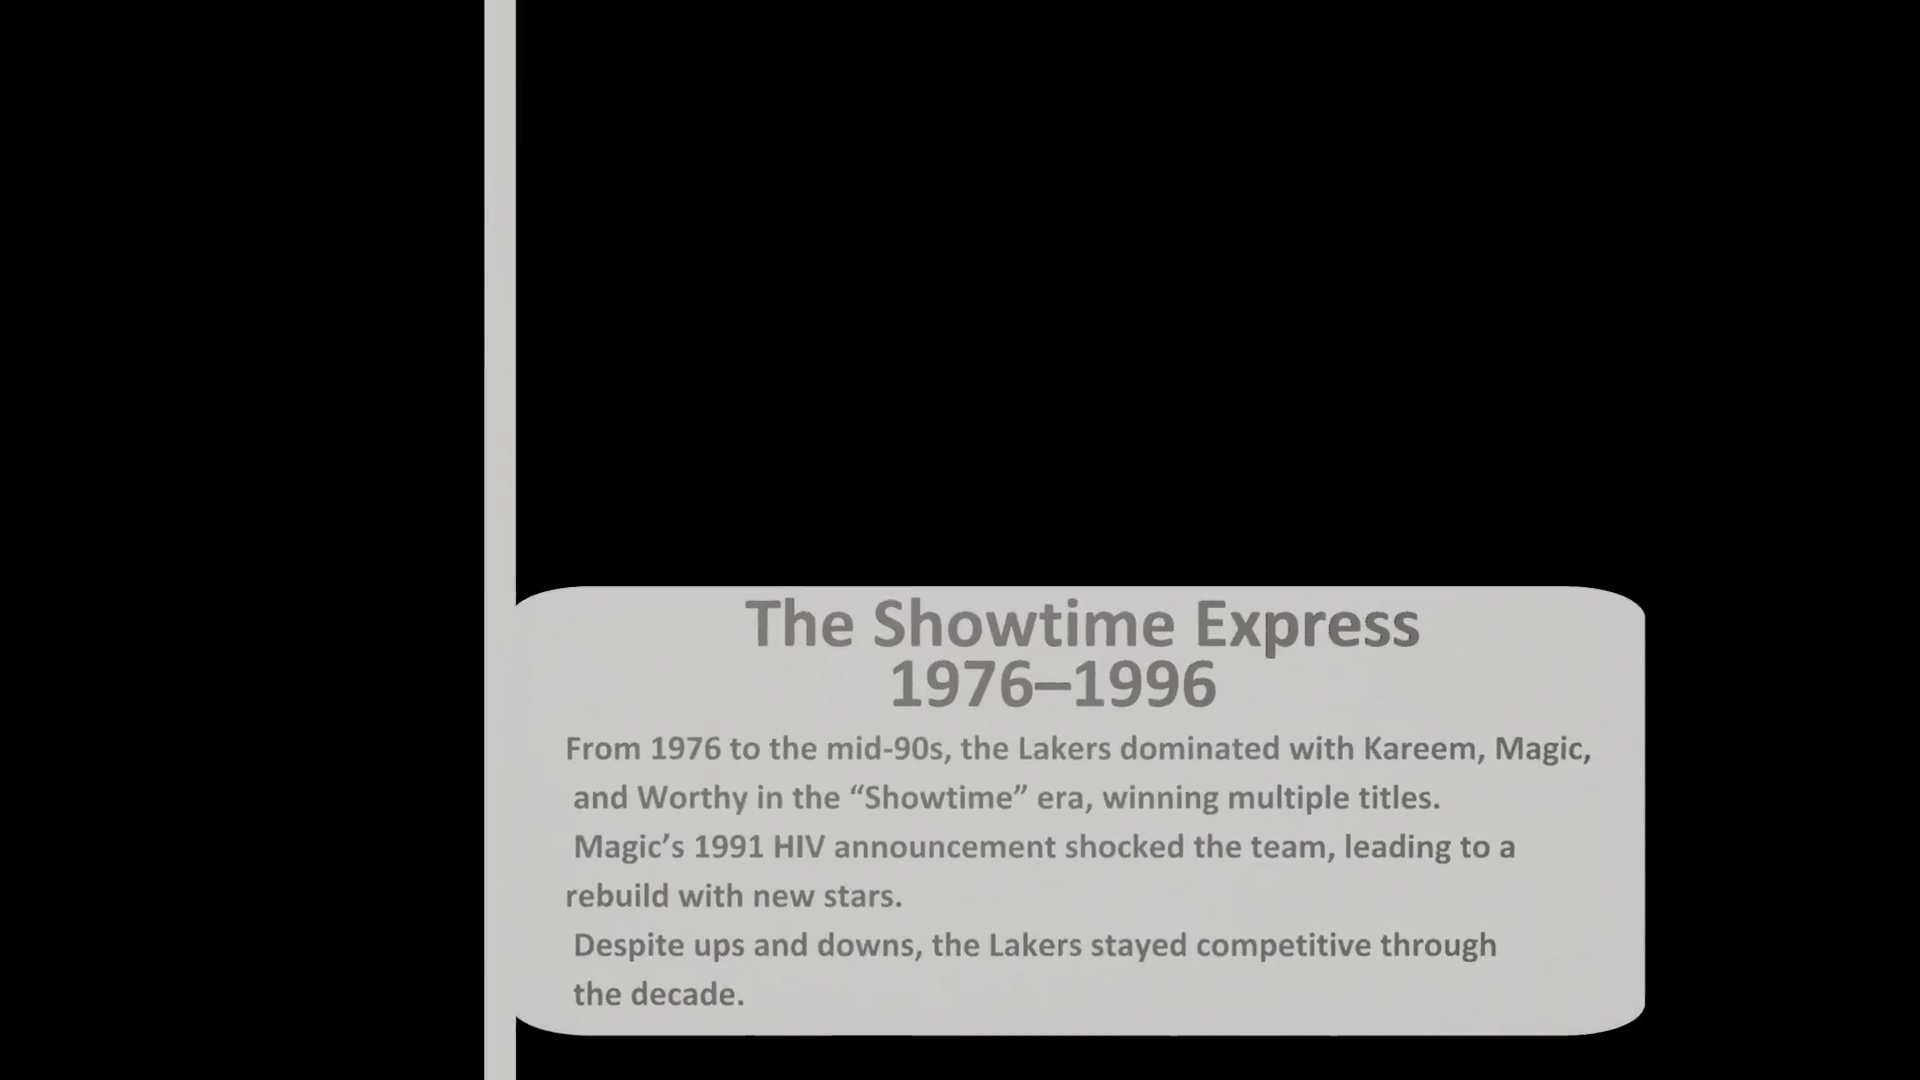 The Showtime Express
1976–1996
From 1976 to the mid-90s, the Lakers dominated with Kareem, Magic,
and Worthy in the “Showtime” era, winning multiple titles.
Magic’s 1991 HIV announcement shocked the team, leading to a
rebuild with new stars.
Despite ups and downs, the Lakers stayed competitive through
the decade.